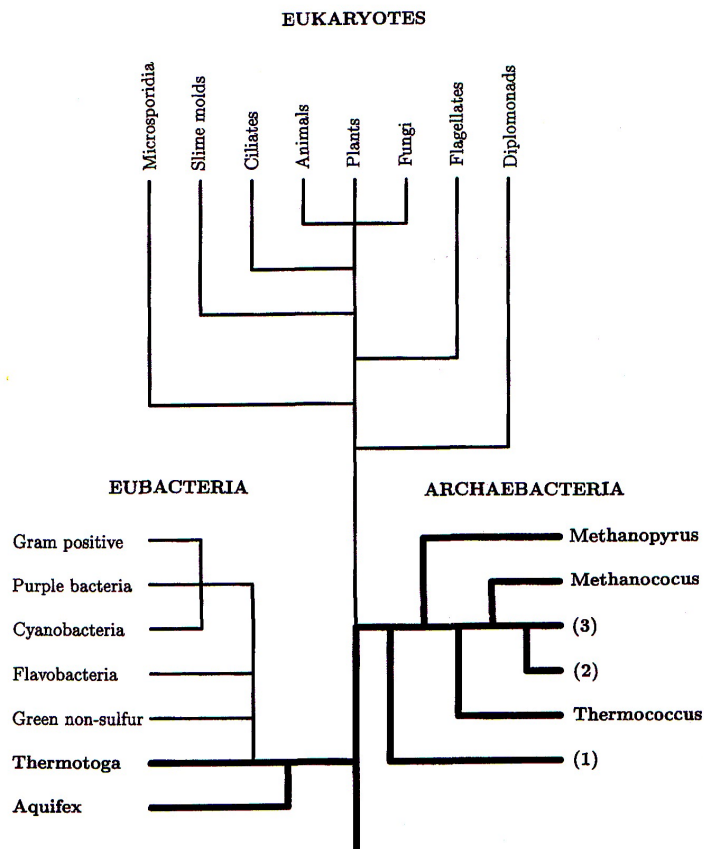 EUKARYOTES
Microsporidia
Slime molds
Ciliates
Animals
Plants
Fungi
Flagellates
Diplomonads
EUBACTERIA
Gram positive
Purple bacteria
Cyanobacteria
Flavobacteria
Green non-sulfur
Thermotoga
Aquifex
ARCHAEBACTERIA
Methanopyrus
Methanococus
(3)
(2)
Thermococcus
(1)